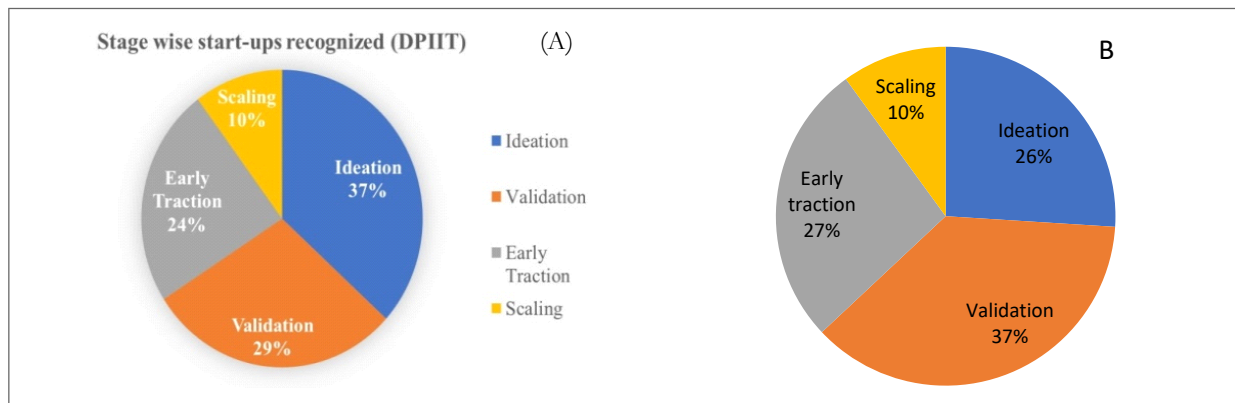 Stage wise start-ups recognized (DPIIT)
(A)
Scaling
10%
Ideation
37%
Early
Traction
24%
Validation
29%
Ideation
Validation
Early
Traction
Scaling
B
Scaling
10%
Ideation
26%
Early
traction
27%
Validation
37%